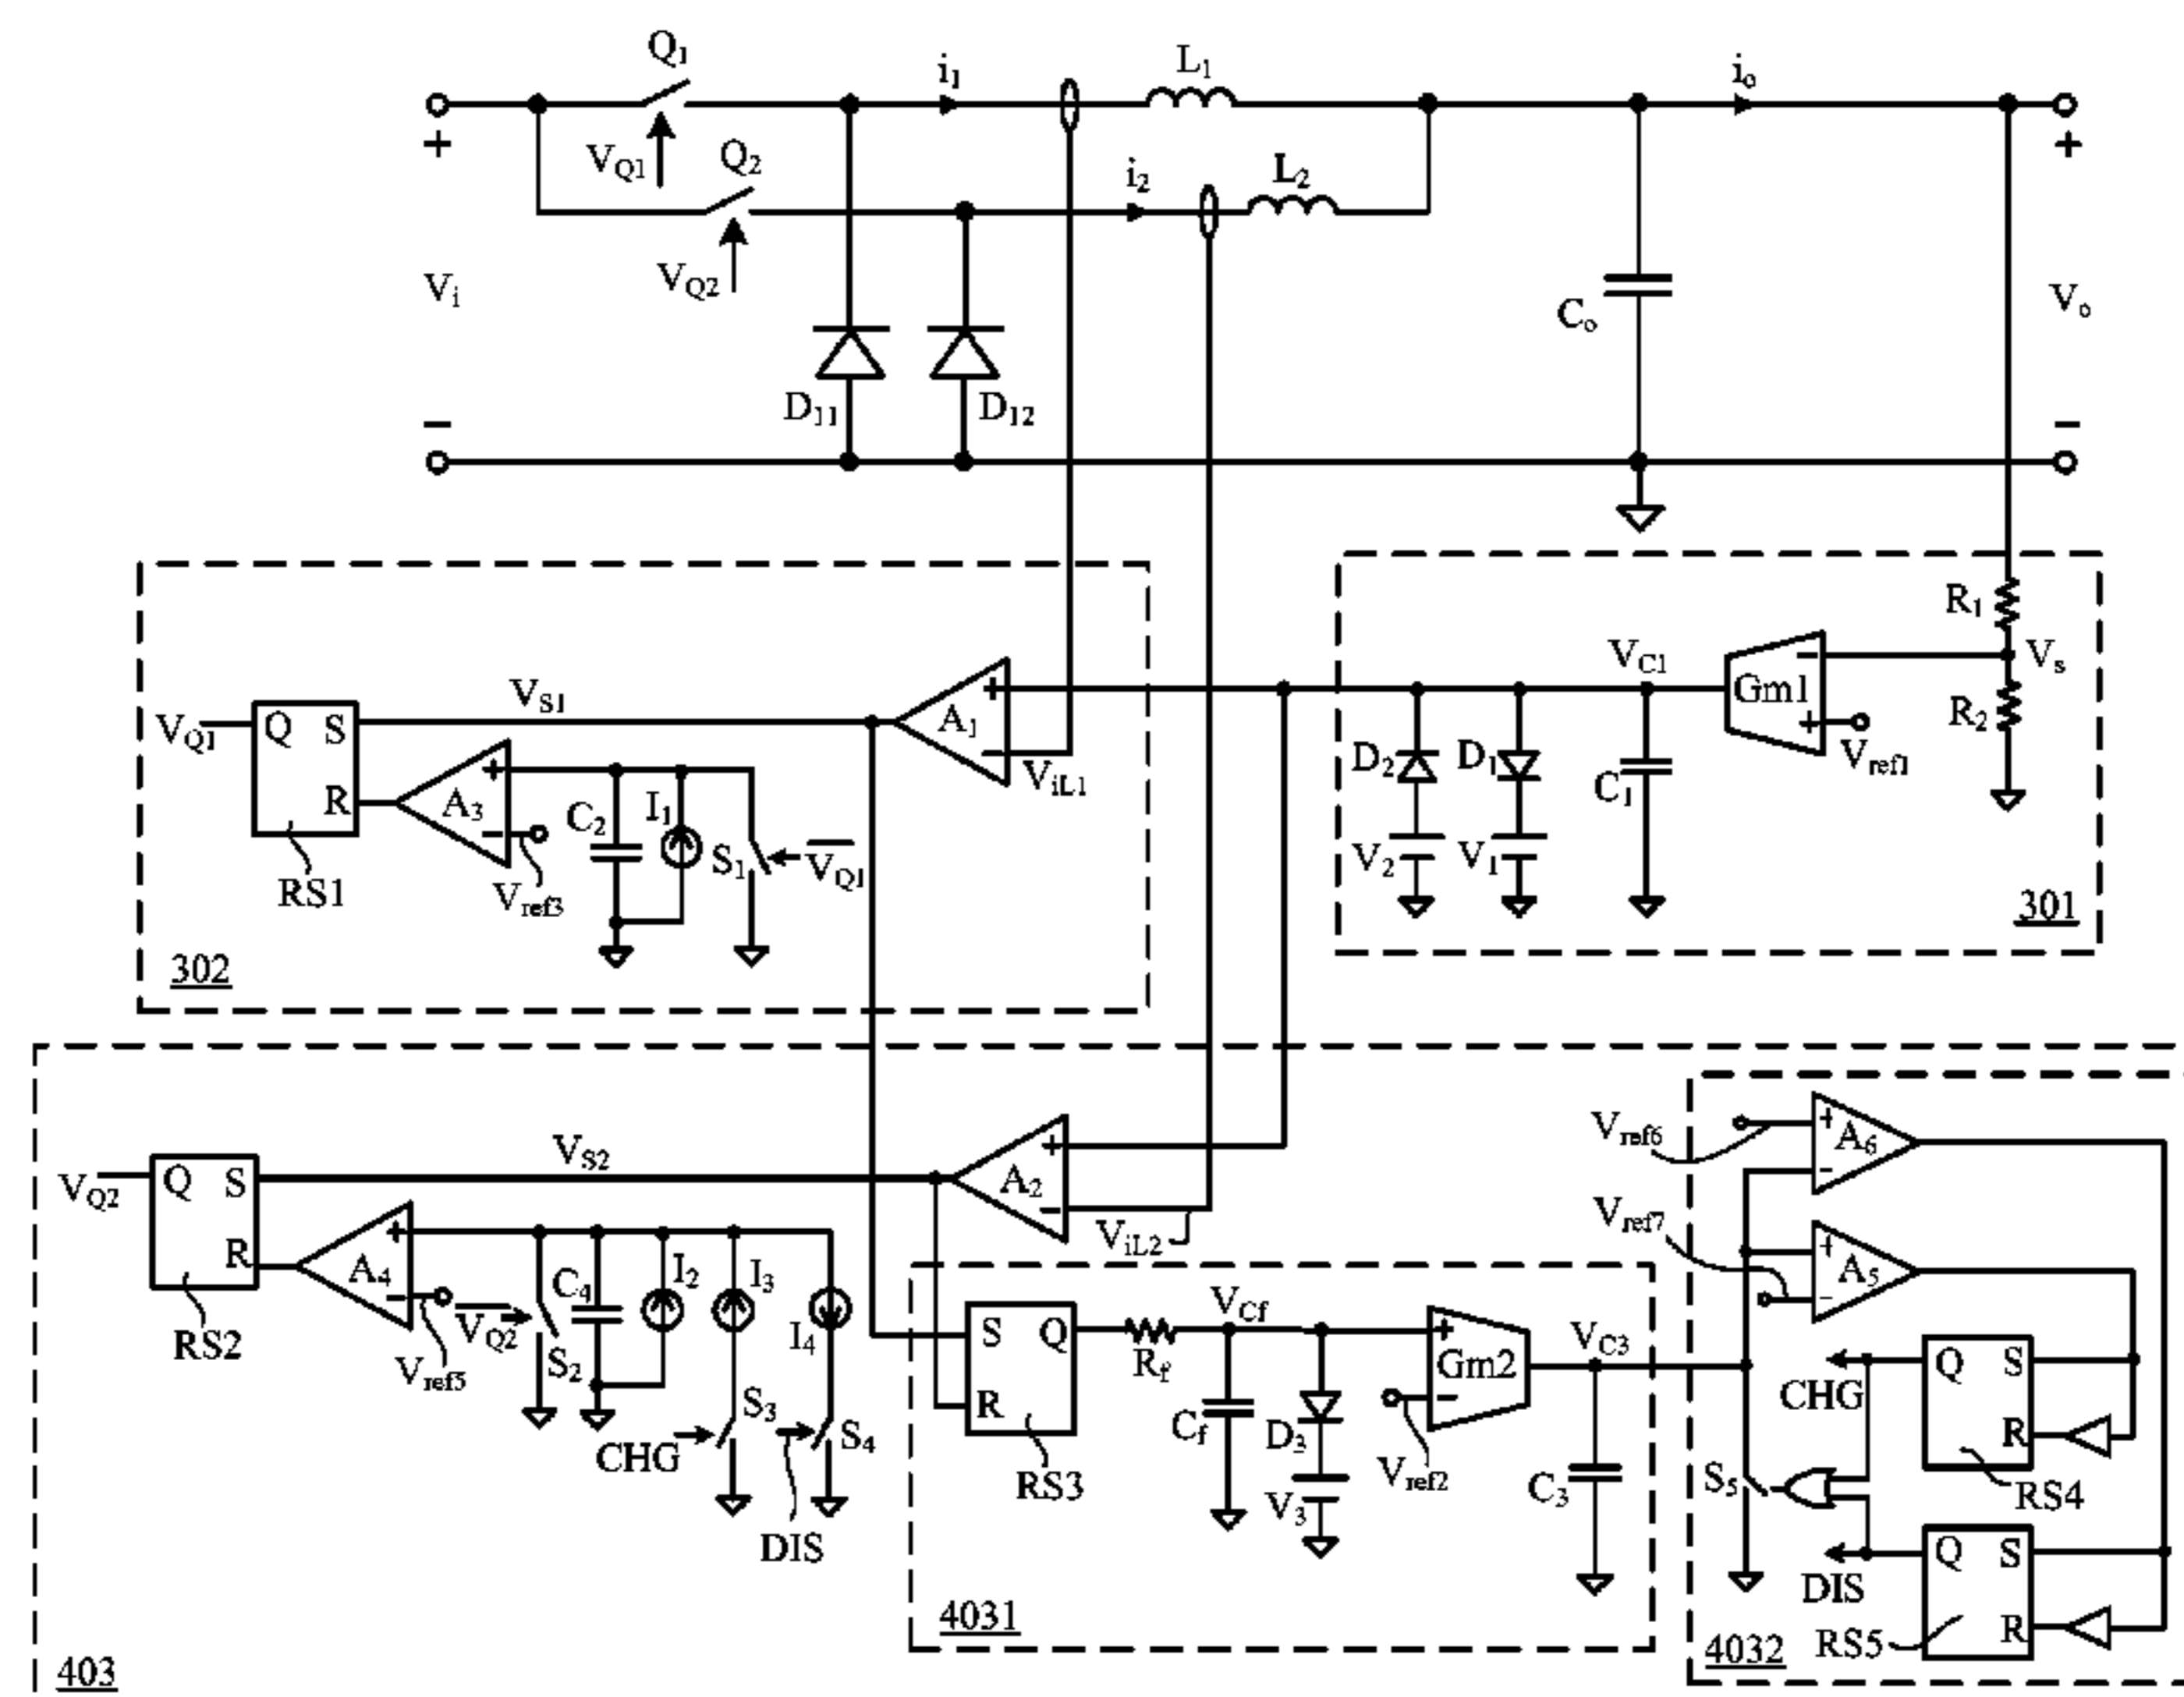 Q1
i1
L1
io
+
+
VQ1
Q2
i2
L2
VQ2
Vi
Co
Vo
D11
D12
−
−
R1
VC1
−
Vs
VS1
+
A1
Gm1
R2
VQ1
Q
S
+
Vref1
−
D2
D1
C1
ViL1
R
A3
+
C2
I1
−
S1
VQ1
V2
V1
RS1
Vref3
301
302
Vref6
+
A6
−
VS2
+
A2
VQ2
Q
S
−
Vref7
+
A5
−
ViL2
R
A4
+
C4
I2
I3
I4
−
VQ2
S2
RS2
Vref5
S
Q
VCf
+
VC3
Rf
Gm2
−
Q
S
CHG
R
S3
S4
R
Cf
D3
CHG
RS3
Vref2
C3
S5
RS4
V3
Q
S
DIS
DIS
R
4031
RS5
4032
403